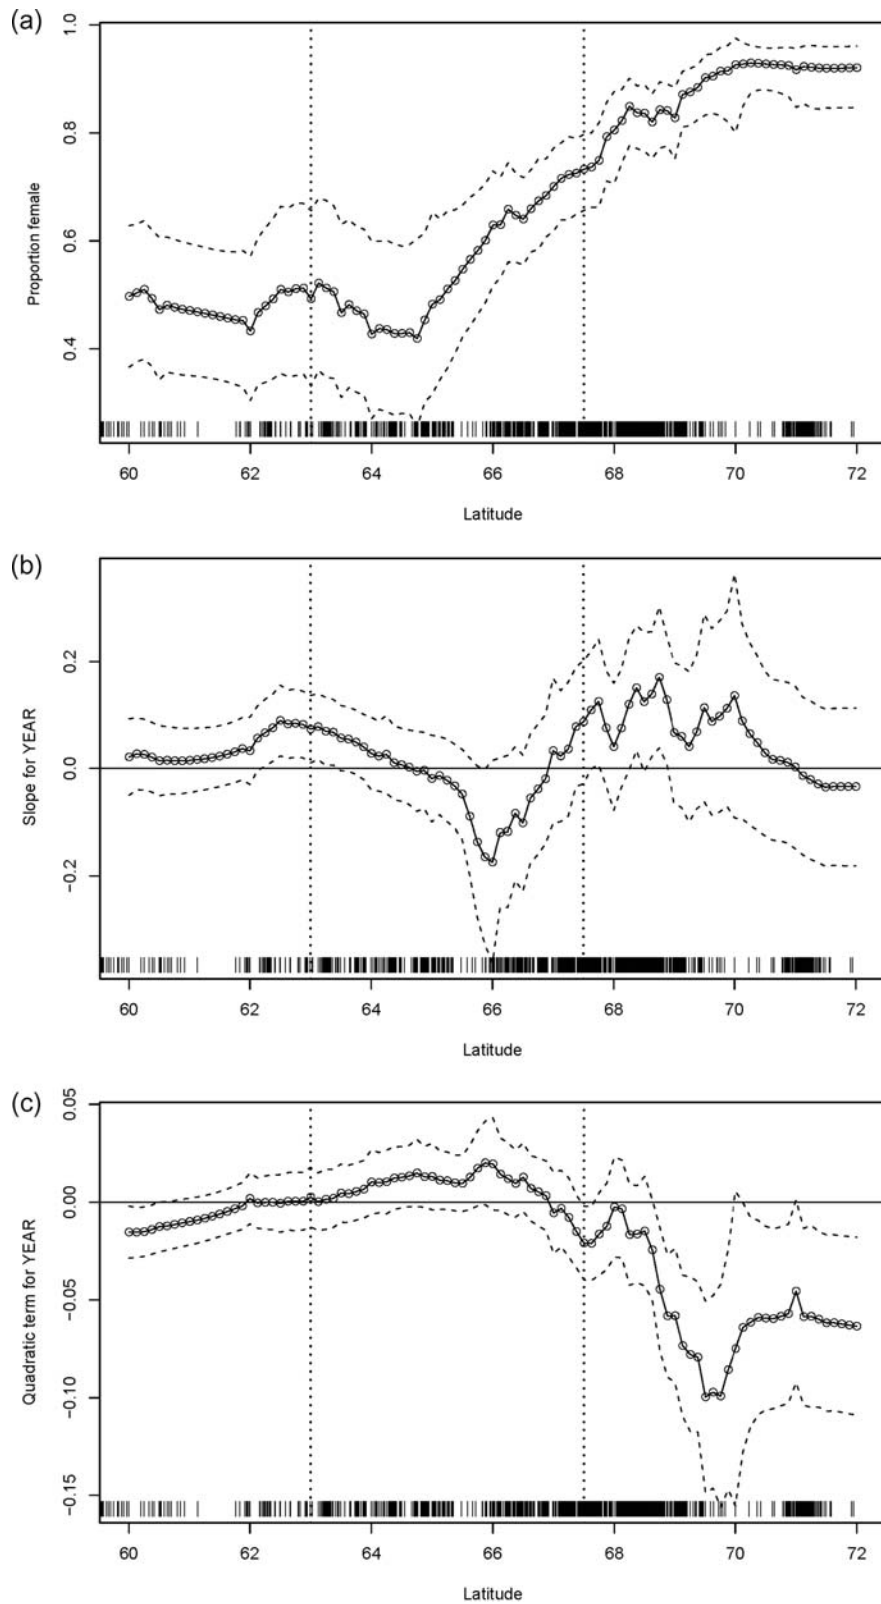 (a)
1.0
0.8
0.6
0.4
Proportion female
60 62 64 66 68 70 72
Latitude
(b)
0.2
0.0
−0.2
Slope for YEAR
60 62 64 66 68 70 72
Latitude
(c)
0.05
0.00
−0.05
−0.10
−0.15
Quadratic term for YEAR
60 62 64 66 68 70 72
Latitude